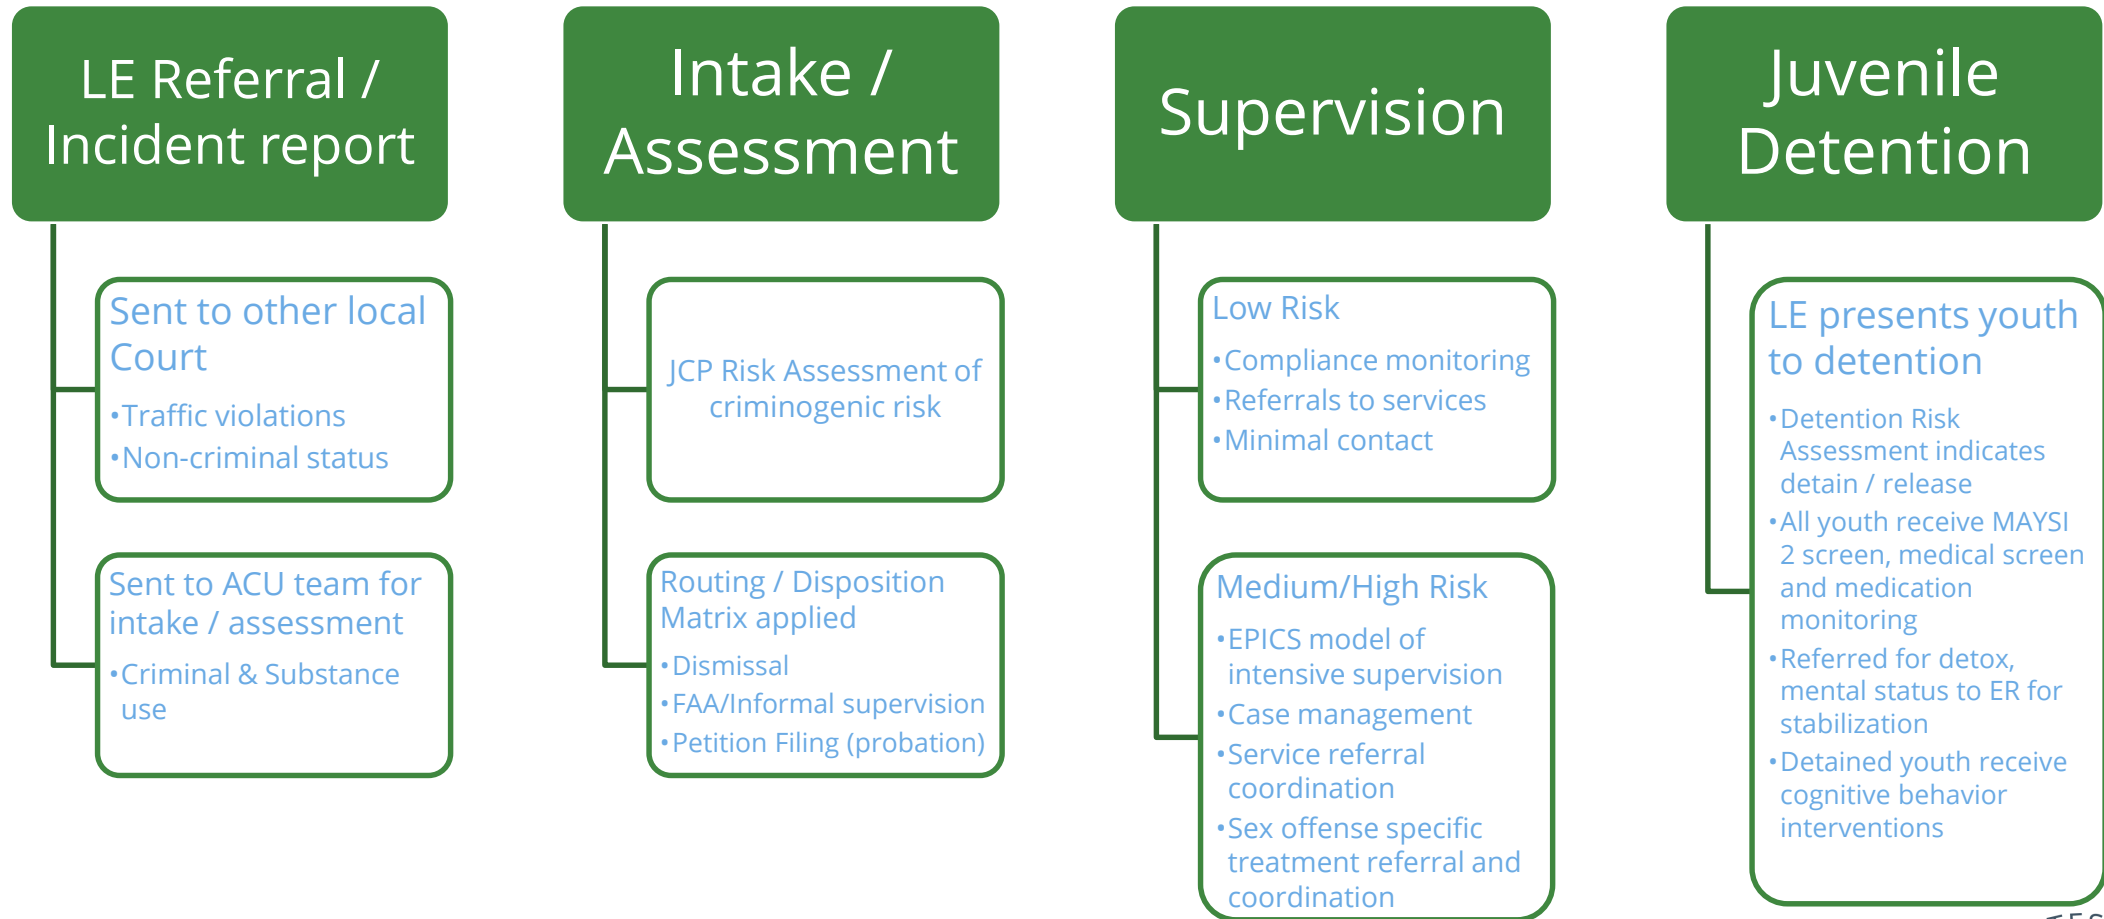 LE Referral /
Incident report
Sent to other local
Court
•Traffic violations
•Non-criminal status
Sent to ACU team for
intake / assessment
•Criminal & Substance
use
Intake /
Assessment
JCP Risk Assessment of
criminogenic risk
Routing / Disposition
Matrix applied
•Dismissal
•FAA/Informal supervision
•Petition Filing (probation)
Supervision
Low Risk
•Compliance monitoring
•Referrals to services
•Minimal contact
Medium/High Risk
•EPICS model of
intensive supervision
•Case management
•Service referral
coordination
•Sex offense specific
treatment referral and
coordination
Juvenile
Detention
LE presents youth
to detention
•Detention Risk
Assessment indicates
detain / release
•All youth receive MAYSI
2 screen, medical screen
and medication
monitoring
•Referred for detox,
mental status to ER for
stabilization
•Detained youth receive
cognitive behavior
interventions